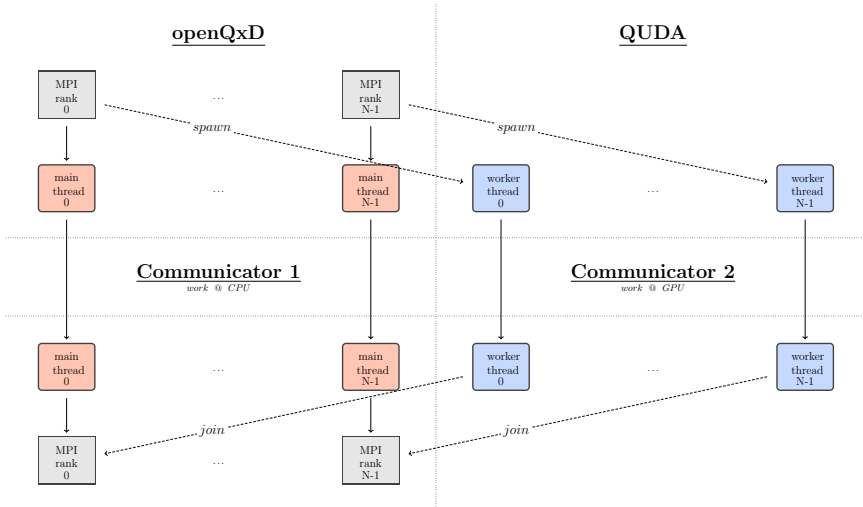 openQxD
QUDA
MPI
rank
0
...
MPI
rank
N-1
spawn
spawn
main
thread
0
...
main
thread
N-1
worker
thread
0
...
worker
thread
N-1
Communicator 1
work @ CPU
Communicator 2
work @ GPU
main
thread
0
...
main
thread
N-1
worker
thread
0
...
worker
thread
N-1
join
join
MPI
rank
0
...
MPI
rank
N-1